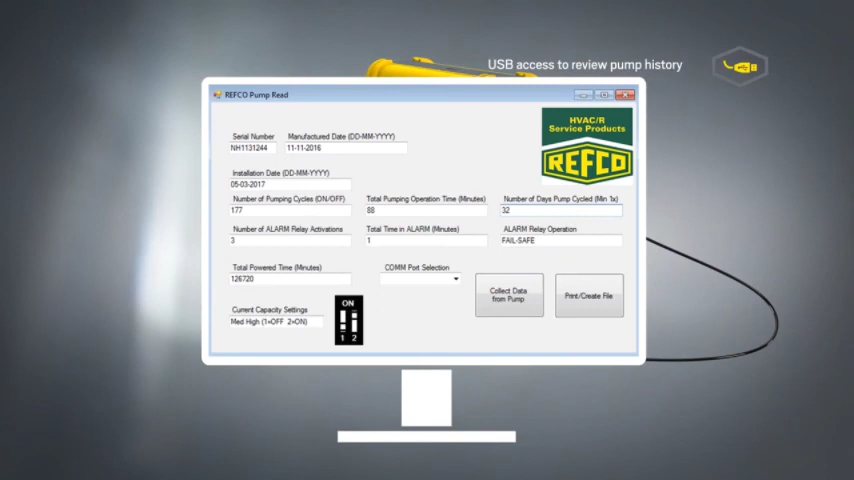 USB access to review pump history
REFCO Pump Read
HVAC/R
Service Products
REFCO
Serial Number
Manufactured Date (DD-MM-YYYY)
NH1131244
11-11-2016
Installation Date (DD-MM-YYYY)
05-03-2017
Number of Pumping Cycles (ON/OFF)
Total Pumping Operation Time (Minutes)
Number of Days Pump Cycled (Min 1x)
177
88
32
Number of ALARM Relay Activations
Total Time in ALARM (Minutes)
ALARM Relay Operation
3
1
FAIL-SAFE
Total Powered Time (Minutes)
COMM Port Selection
126720
Collect Data
from Pump
Print/Create File
Current Capacity Settings
Med High (1=OFF 2=ON)
ON
1 2